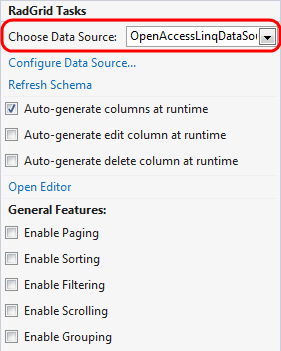 RadGrid Tasks
Choose Data Source: OpenAccessLinqDataSou
Configure Data Source...
Refresh Schema
Auto-generate columns at runtime
Auto-generate edit column at runtime
Auto-generate delete column at runtime
Open Editor
General Features:
Enable Paging
Enable Sorting
Enable Filtering
Enable Scrolling
Enable Grouping